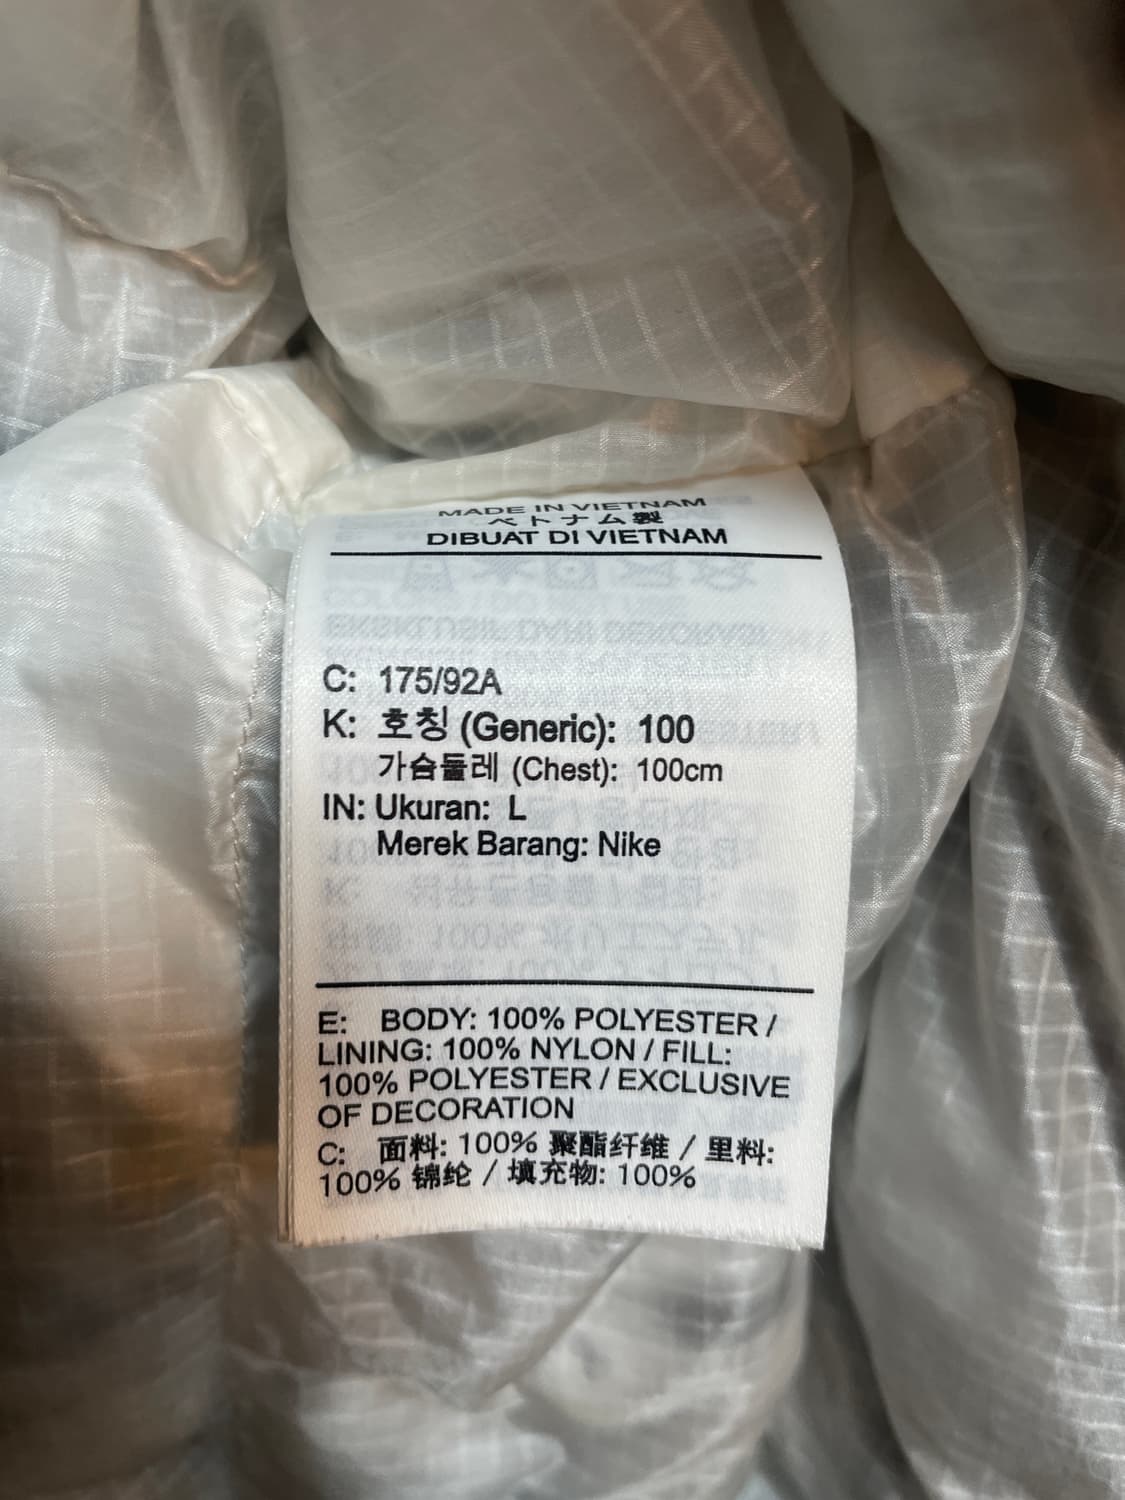 MADE IN VIETNAM
ベトナム製
DIBUAT DI VIETNAM
C: 175/92A
K: 호칭 (Generic): 100
가슴둘레 (Chest): 100cm
IN: Ukuran: L
Merek Barang: Nike
E: BODY: 100% POLYESTER /
LINING: 100% NYLON / FILL:
100% POLYESTER / EXCLUSIVE
OF DECORATION
C: 面料: 100% 聚酯纤维 / 里料:
100% 锦纶 / 填充物: 100%